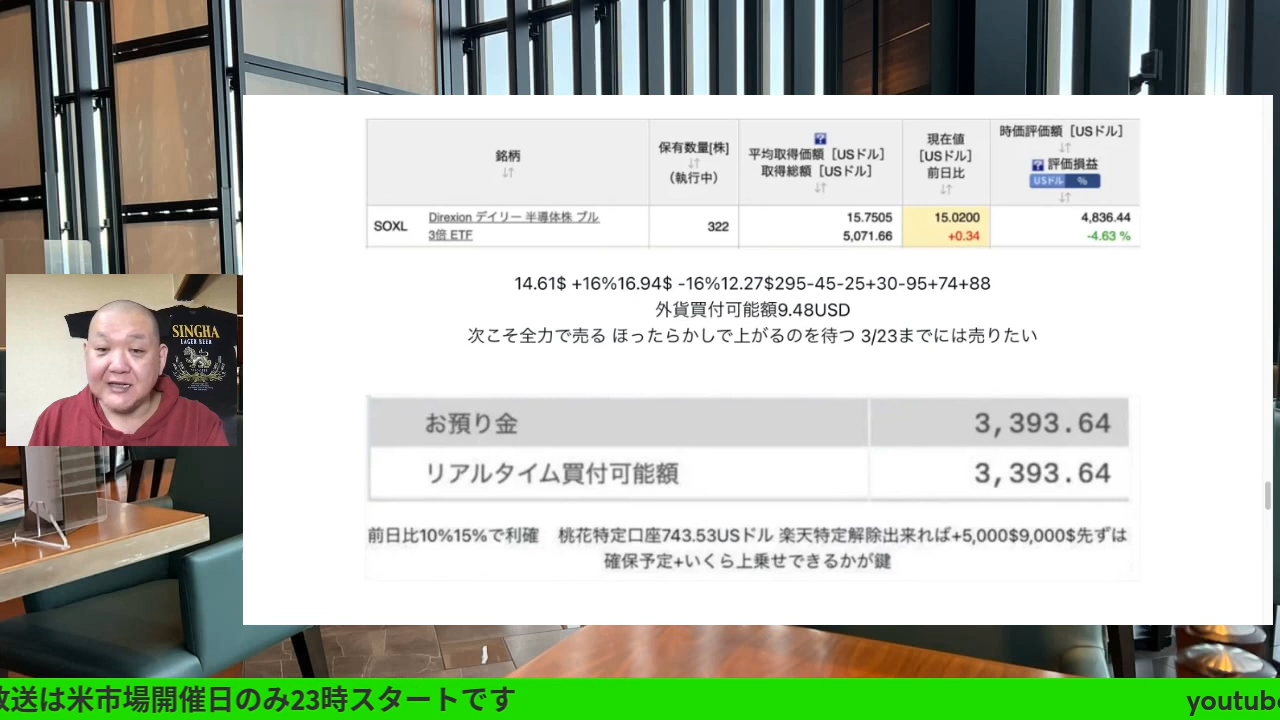 銘柄
保有数量[株]
(執行中)
平均取得価額［USドル］
取得総額［USドル］
現在値
［USドル］
前日比
時価評価額［USドル］
評価損益
USドル %
SOXL
Direxion デイリー 半導体株 ブル
3倍 ETF
322
15.7505
5,071.66
15.0200
+0.34
4,836.44
-4.63 %
14.61$ +16%16.94$ -16%12.27$295-45-25+30-95+74+88
外貨買付可能額9.48USD
次こそ全力で売る ほったらかしで上がるのを待つ 3/23までには売りたい
お預り金 3,393.64
リアルタイム買付可能額 3,393.64
前日比10%15%で利確　桃花特定口座743.53USドル 楽天特定解除出来れば+5,000$9,000$先ずは
確保予定+いくら上乗せできるかが鍵
SINGHA
LAGER BEER
放送は米市場開催日のみ23時スタートです
youtube